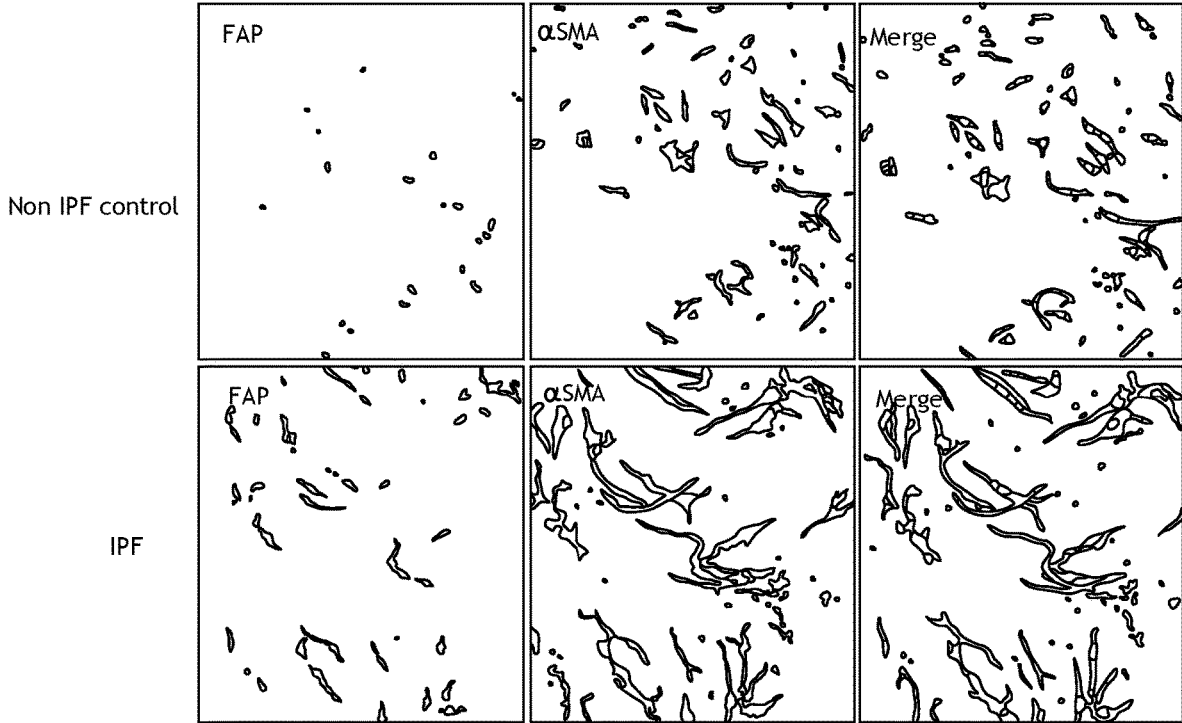 FAP
αSMA
Merge
Non IPF control
FAP
αSMA
Merge
IPF